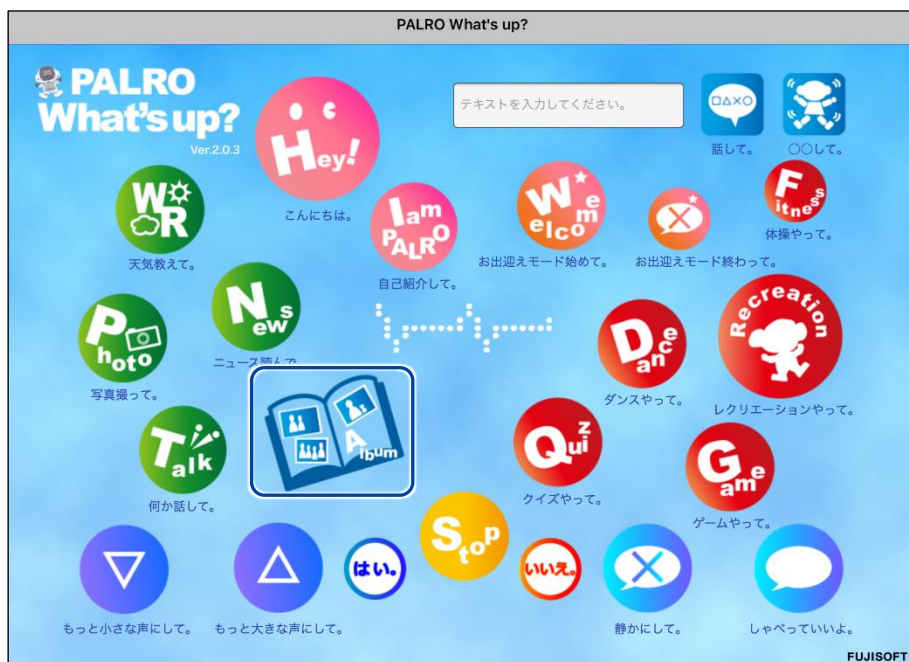 PALRO What's up?
PALRO
What's up?
Ver.2.0.3
Hey!
こんにちは。
テキストを入力してください。
話して。
○○して。
WR
天気教えて。
I am PALRO
自己紹介して。
Welcome
お出迎えモード始めて。
お出迎えモード終わって。
Fitness
体操やって。
Photo
写真撮って。
News
ニュース読んで
Dance
ダンスやって。
Recreation
レクリエーションやって。
Talk
何か話して。
Album
Quiz
クイズやって。
Game
ゲームやって。
もっと小さな声にして。
もっと大きな声にして。
はい。
Stop
いいえ。
静かにして。
しゃべっていいよ。
FUJISOFT